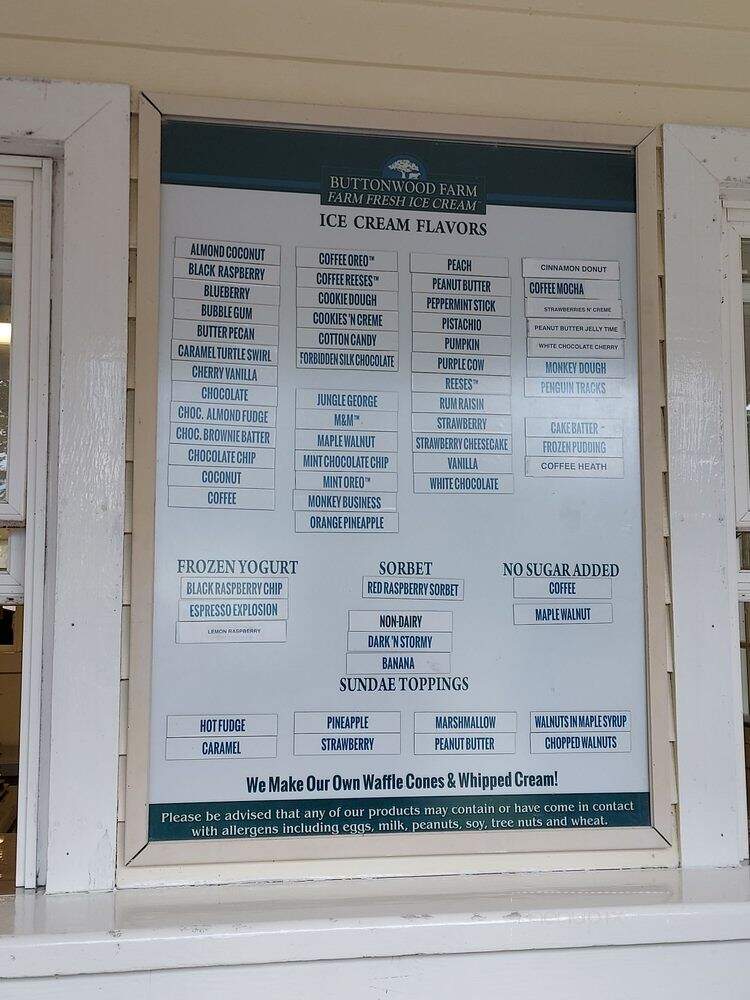 BUTTONWOOD FARM
FARM FRESH ICE CREAM™
ICE CREAM FLAVORS
ALMOND COCONUT
BLACK RASPBERRY
BLUEBERRY
BUBBLE GUM
BUTTER PECAN
CARAMEL TURTLE SWIRL
CHERRY VANILLA
CHOCOLATE
CHOC. ALMOND FUDGE
CHOC. BROWNIE BATTER
CHOCOLATE CHIP
COCONUT
COFFEE
COFFEE OREO™
COFFEE REESES™
COOKIE DOUGH
COOKIES 'N CREME
COTTON CANDY
FORBIDDEN SILK CHOCOLATE
JUNGLE GEORGE
M&M™
MAPLE WALNUT
MINT CHOCOLATE CHIP
MINT OREO™
MONKEY BUSINESS
ORANGE PINEAPPLE
PEACH
PEANUT BUTTER
PEPPERMINT STICK
PISTACHIO
PUMPKIN
PURPLE COW
REESES™
RUM RAISIN
STRAWBERRY
STRAWBERRY CHEESECAKE
VANILLA
WHITE CHOCOLATE
CINNAMON DONUT
COFFEE MOCHA
STRAWBERRIES N' CREME
PEANUT BUTTER JELLY TIME
WHITE CHOCOLATE CHERRY
MONKEY DOUGH
PENGUIN TRACKS
CAKE BATTER
FROZEN PUDDING
COFFEE HEATH
FROZEN YOGURT
BLACK RASPBERRY CHIP
ESPRESSO EXPLOSION
LEMON RASPBERRY
SORBET
RED RASPBERRY SORBET
NON-DAIRY
DARK 'N STORMY
BANANA
NO SUGAR ADDED
COFFEE
MAPLE WALNUT
SUNDAE TOPPINGS
HOT FUDGE
CARAMEL
PINEAPPLE
STRAWBERRY
MARSHMALLOW
PEANUT BUTTER
WALNUTS IN MAPLE SYRUP
CHOPPED WALNUTS
We Make Our Own Waffle Cones & Whipped Cream!
Please be advised that any of our products may contain or have come in contact
with allergens including eggs, milk, peanuts, soy, tree nuts and wheat.